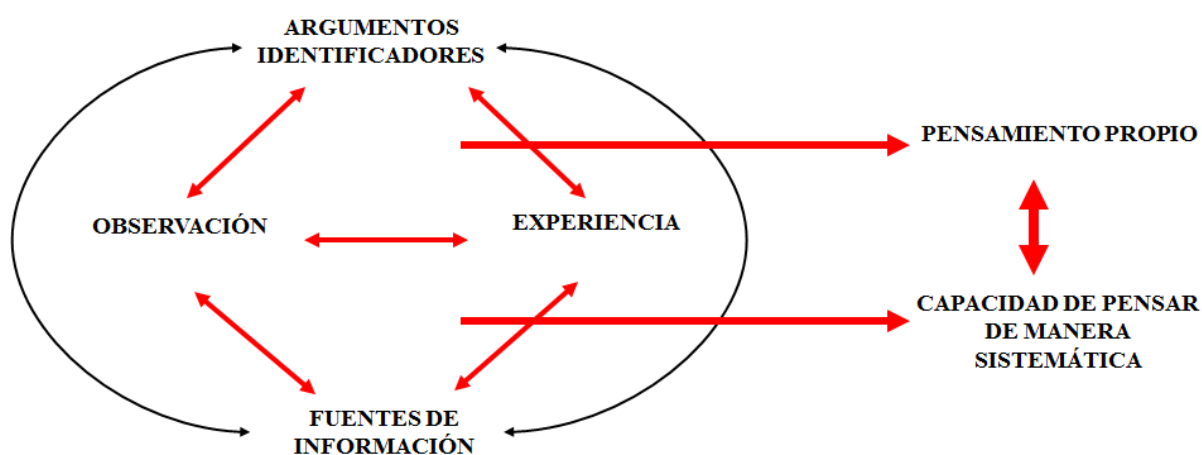 ARGUMENTOS
IDENTIFICADORES
PENSAMIENTO PROPIO
OBSERVACIÓN
EXPERIENCIA
CAPACIDAD DE PENSAR
DE MANERA
SISTEMÁTICA
FUENTES DE
INFORMACIÓN